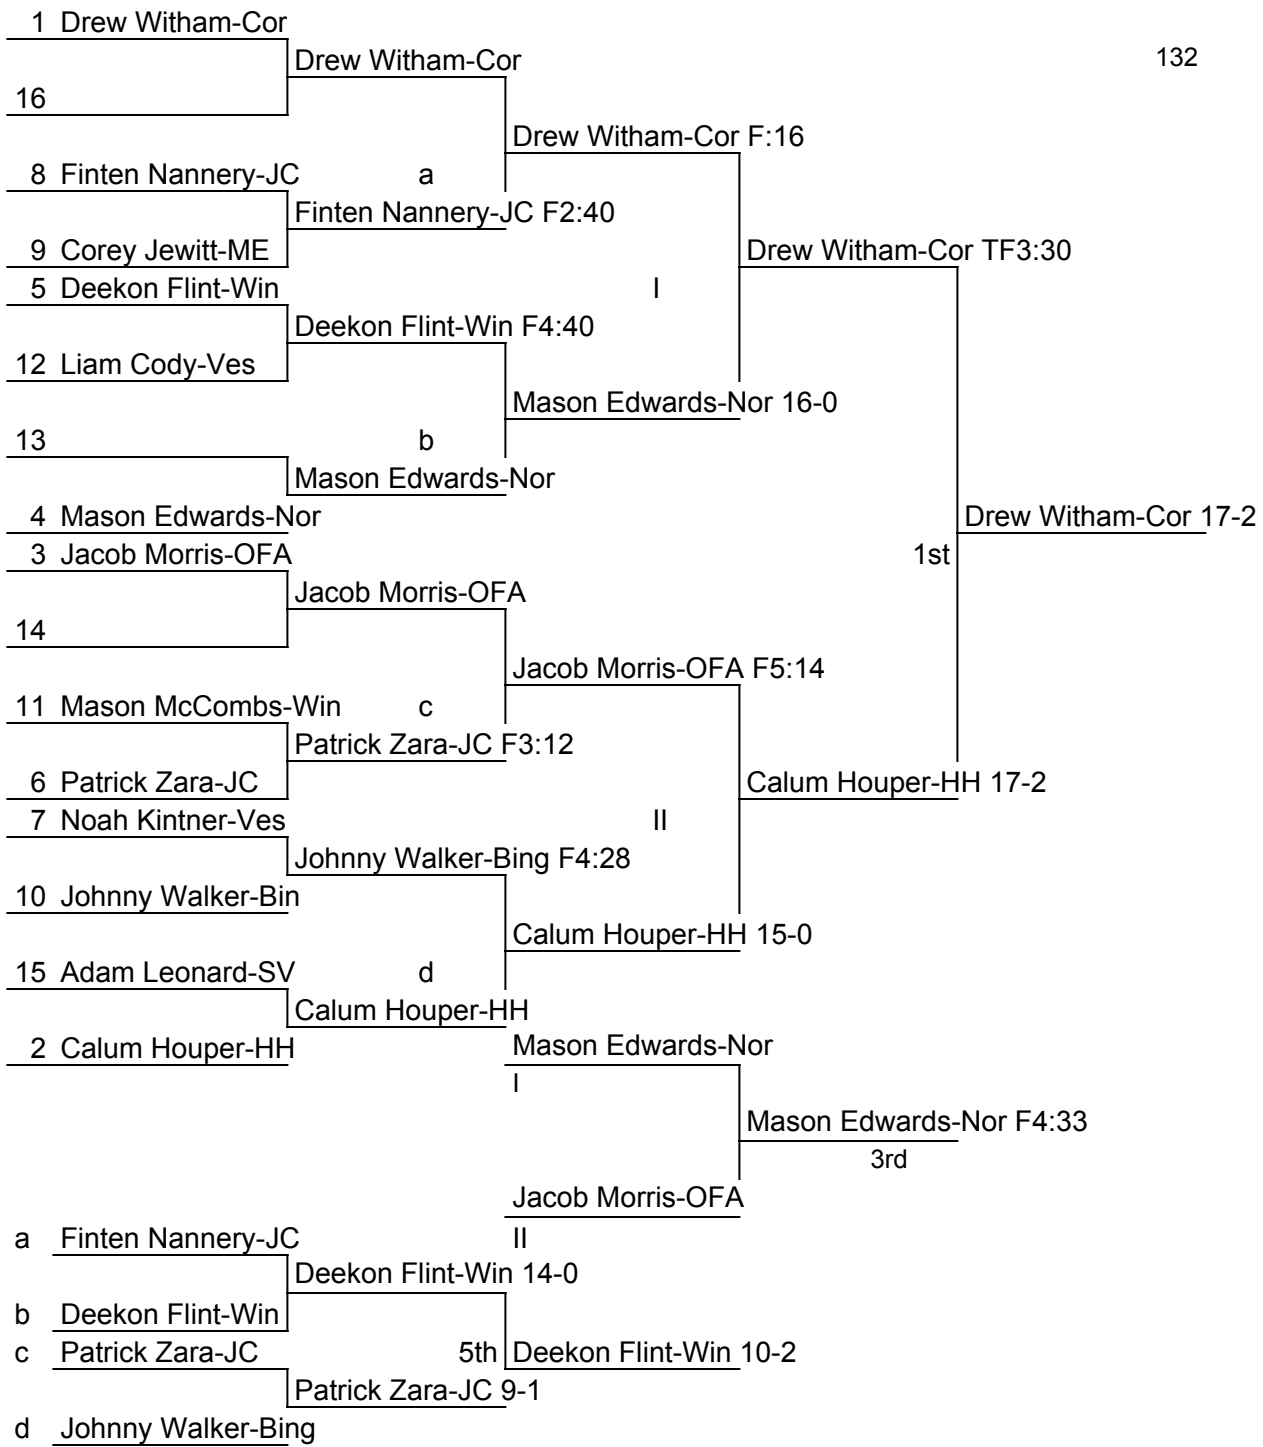 1 Drew Witham-Cor
Drew Witham-Cor
132
16
Drew Witham-Cor F:16
8 Finten Nannery-JC
a
Finten Nannery-JC F2:40
9 Corey Jewitt-ME
Drew Witham-Cor TF3:30
5 Deekon Flint-Win
I
Deekon Flint-Win F4:40
12 Liam Cody-Ves
Mason Edwards-Nor 16-0
13
b
Mason Edwards-Nor
4 Mason Edwards-Nor
Drew Witham-Cor 17-2
3 Jacob Morris-OFA
1st
Jacob Morris-OFA
14
Jacob Morris-OFA F5:14
11 Mason McCombs-Win
c
Patrick Zara-JC F3:12
6 Patrick Zara-JC
Calum Houper-HH 17-2
7 Noah Kintner-Ves
II
Johnny Walker-Bing F4:28
10 Johnny Walker-Bin
Calum Houper-HH 15-0
15 Adam Leonard-SV
d
Calum Houper-HH
2 Calum Houper-HH
Mason Edwards-Nor
I
Mason Edwards-Nor F4:33
3rd
Jacob Morris-OFA
a Finten Nannery-JC
II
Deekon Flint-Win 14-0
b Deekon Flint-Win
c Patrick Zara-JC
5th Deekon Flint-Win 10-2
Patrick Zara-JC 9-1
d Johnny Walker-Bing